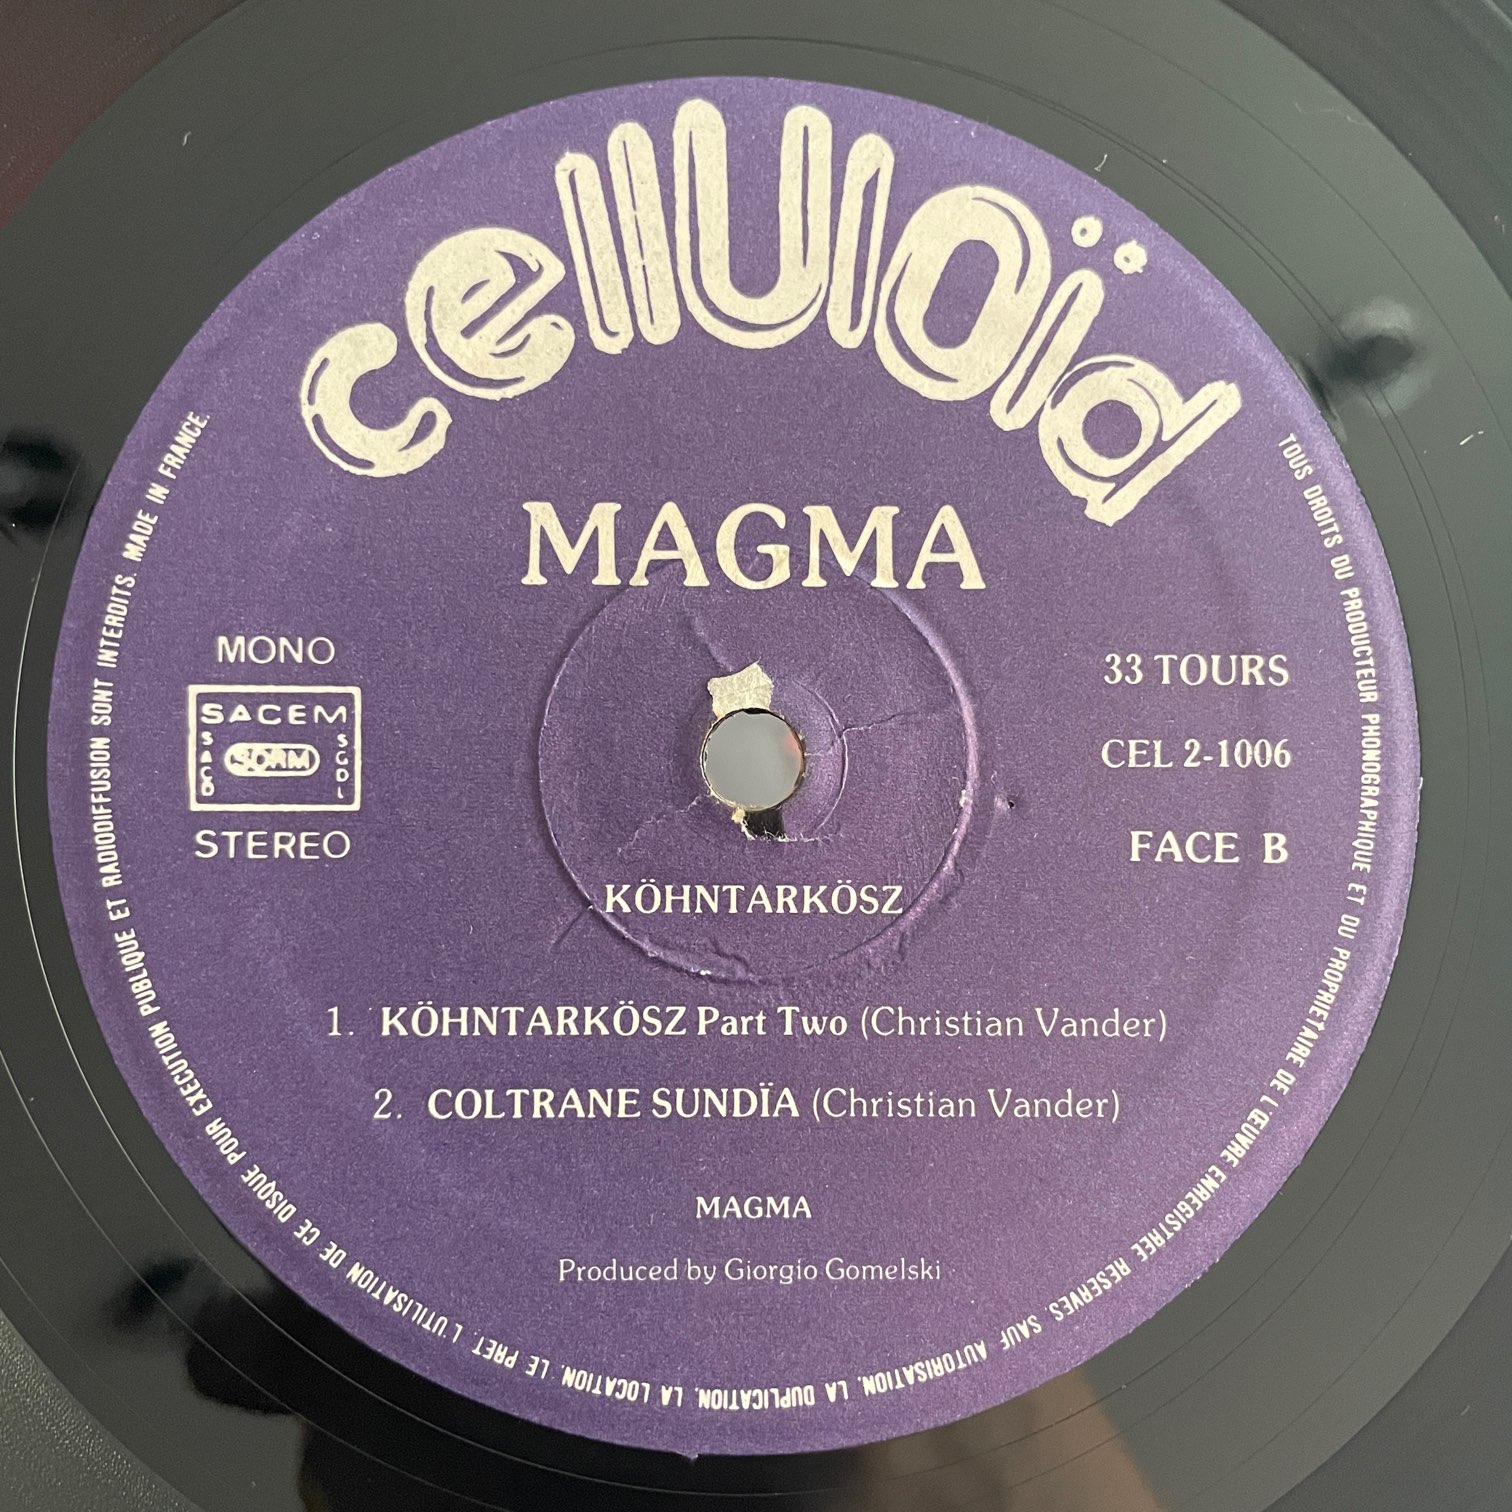 celluloïd
MAGMA
MONO
SACEM
SACD
SDRM
SGDL
STEREO
33 TOURS
CEL 2-1006
FACE B
KÖHNTARKÖSZ
1. KÖHNTARKÖSZ Part Two (Christian Vander)
2. COLTRANE SUNDÏA (Christian Vander)
MAGMA
Produced by Giorgio Gomelski
TOUS DROITS DU PRODUCTEUR PHONOGRAPHIQUE ET DU PROPRIETAIRE DE L'ŒUVRE ENREGISTREE RESERVES. SAUF AUTORISATION. LA DUPLICATION. LA LOCATION. LE PRET. L'UTILISATION DE CE DISQUE POUR EXECUTION PUBLIQUE ET RADIODIFFUSION SONT INTERDITS. MADE IN FRANCE.